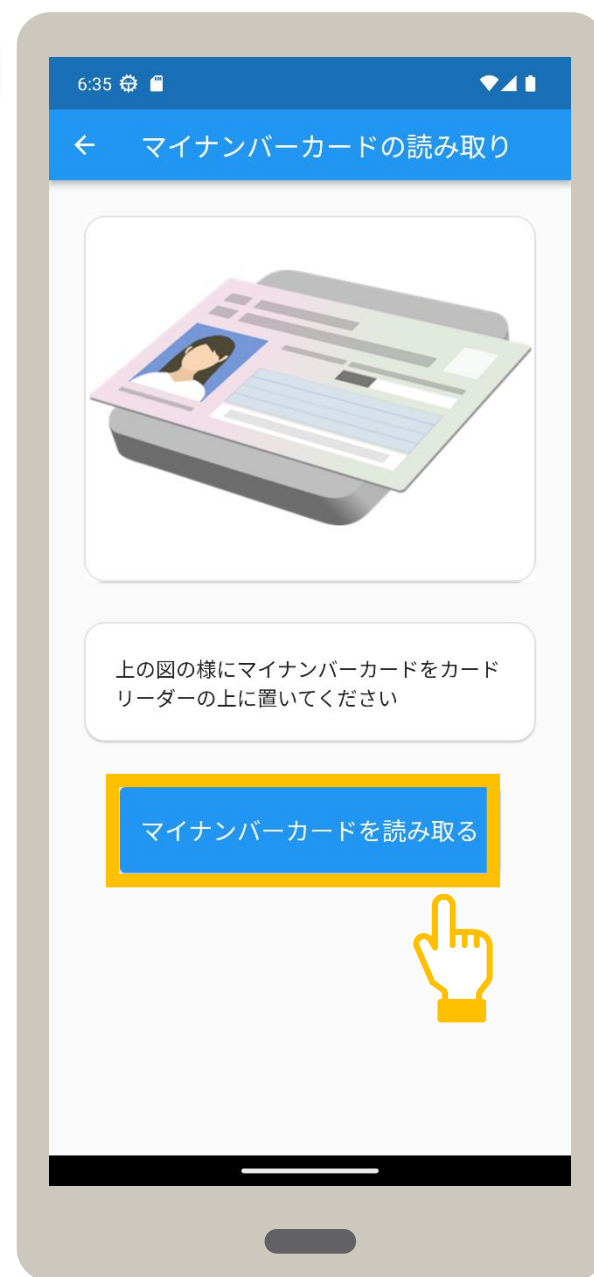 6:35
マイナンバーカードの読み取り
上の図の様にマイナンバーカードをカード
リーダーの上に置いてください
マイナンバーカードを読み取る